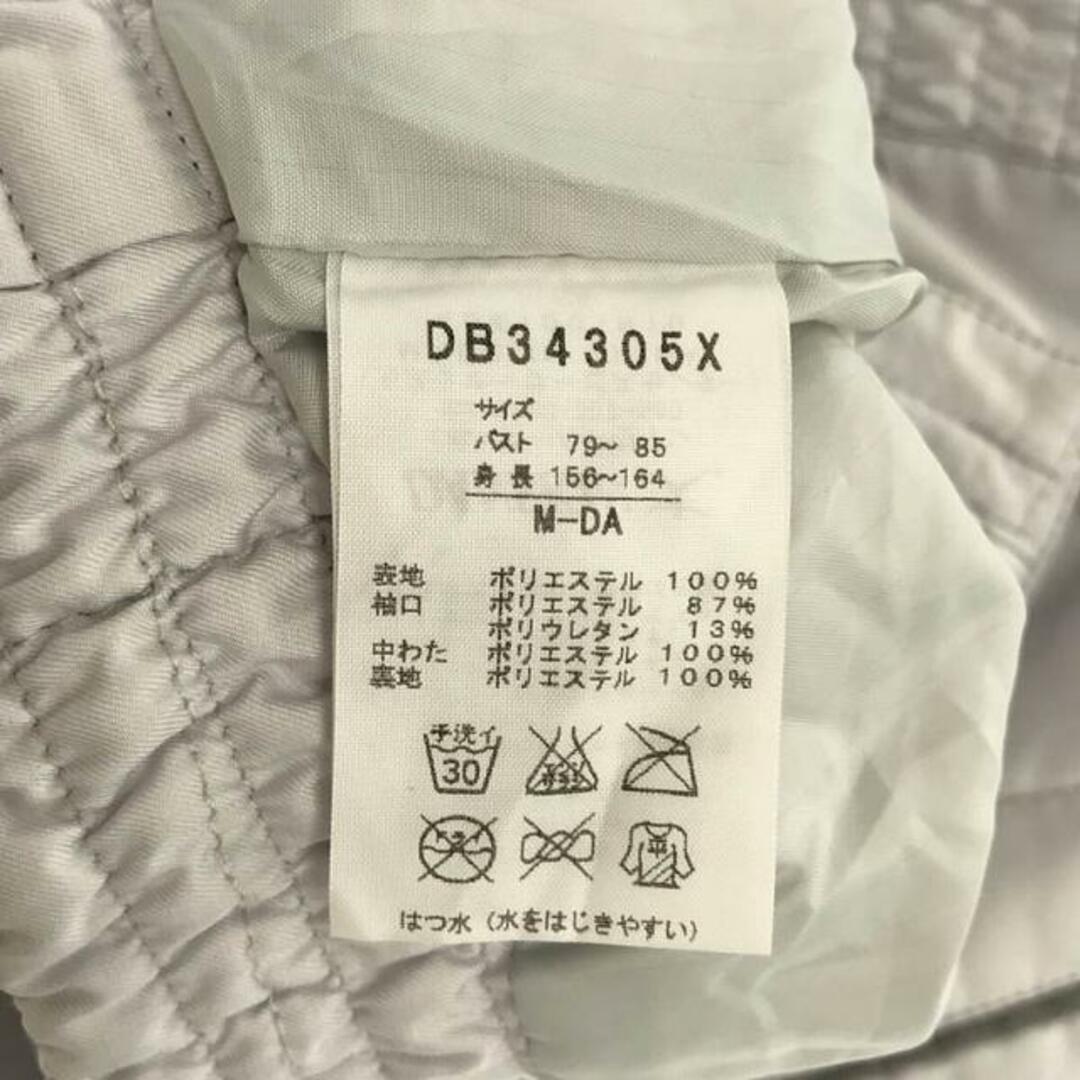 DB34305X
サイズ
バスト 79～ 85
身長 156～164
M-DA
表地 ポリエステル 100%
袖口 ポリエステル 87%
ポリウレタン 13%
中わた ポリエステル 100%
裏地 ポリエステル 100%
手洗イ
30
ドライ
平
はつ水（水をはじきやすい）